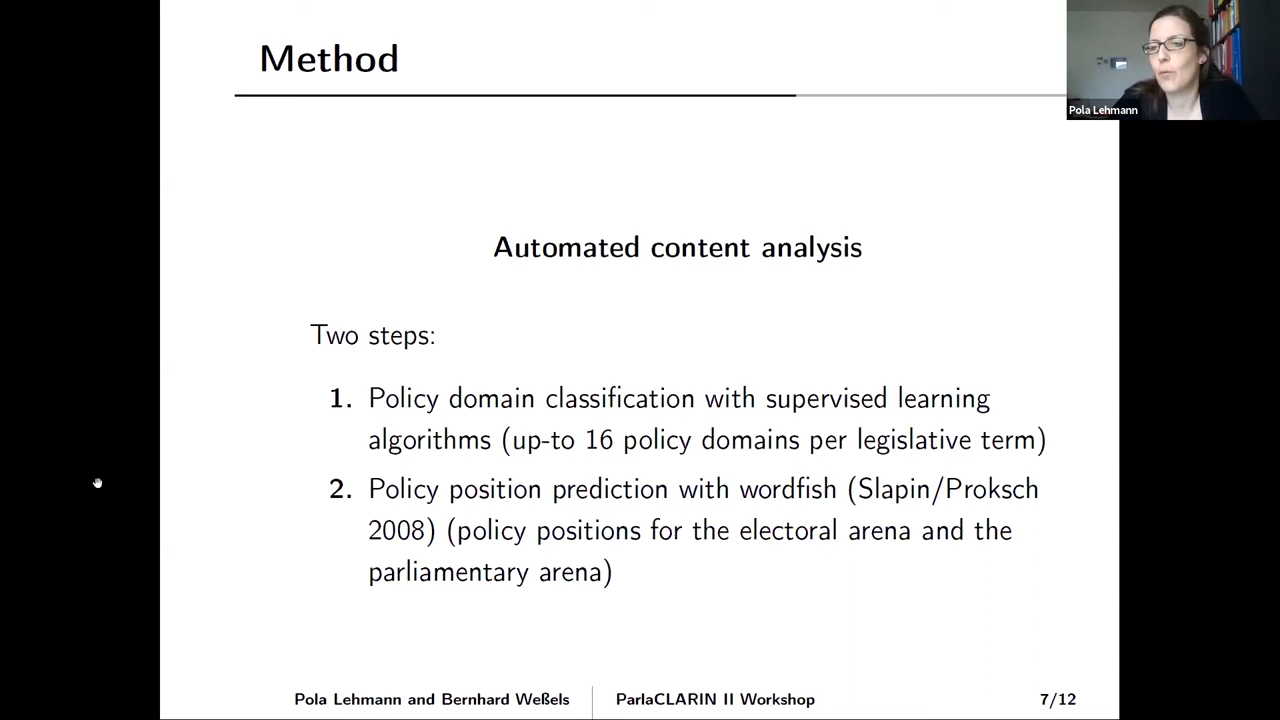 Method
Pola Lehmann
Automated content analysis
Two steps:
1. Policy domain classification with supervised learning
algorithms (up-to 16 policy domains per legislative term)
2. Policy position prediction with wordfish (Slapin/Proksch
2008) (policy positions for the electoral arena and the
parliamentary arena)
Pola Lehmann and Bernhard Weßels
ParlaCLARIN II Workshop
7/12